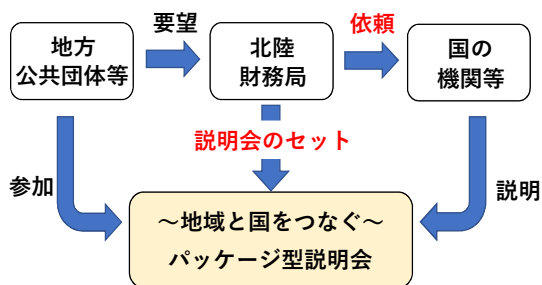 要望
依頼
地方
公共団体等
北陸
財務局
国の
機関等
説明会のセット
参加
説明
～地域と国をつなぐ～
パッケージ型説明会